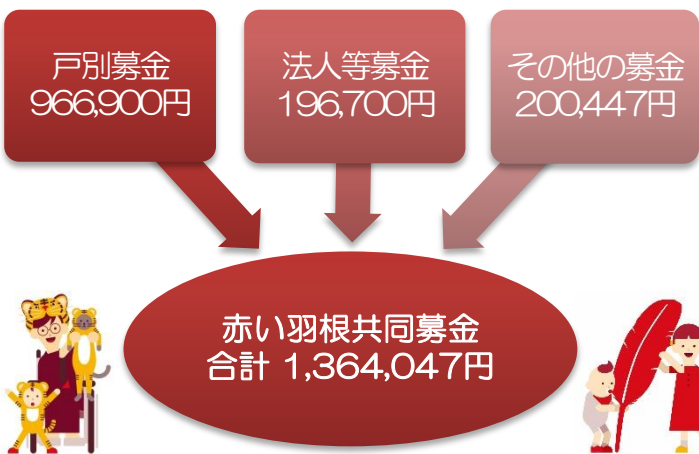 戸別募金
966,900円
法人等募金
196,700円
その他の募金
200,447円
赤い羽根共同募金
合計 1,364,047円